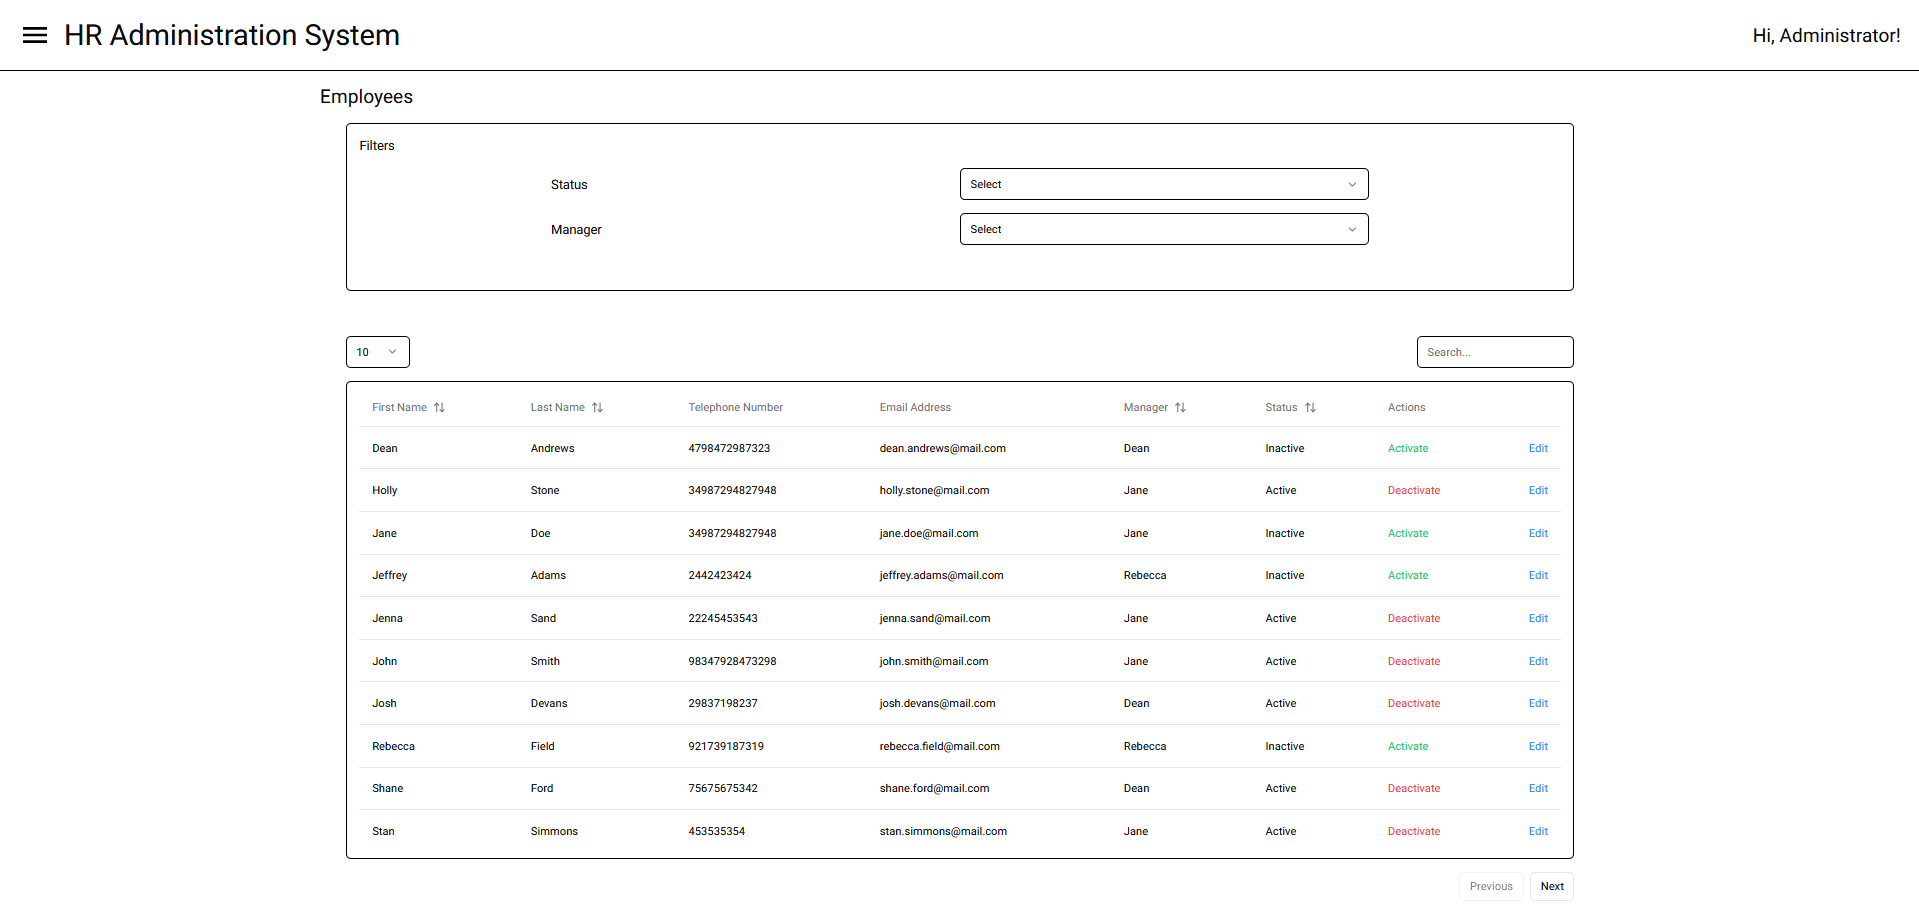 HR Administration System
Hi, Administrator!
Employees
Filters
Status Select
Manager Select
10
Search...
First Name Last Name Telephone Number Email Address Manager Status Actions
Dean Andrews 4798472987323 dean.andrews@mail.com Dean Inactive Activate Edit
Holly Stone 34987294827948 holly.stone@mail.com Jane Active Deactivate Edit
Jane Doe 34987294827948 jane.doe@mail.com Jane Inactive Activate Edit
Jeffrey Adams 2442423424 jeffrey.adams@mail.com Rebecca Inactive Activate Edit
Jenna Sand 22245453543 jenna.sand@mail.com Jane Active Deactivate Edit
John Smith 98347928473298 john.smith@mail.com Jane Active Deactivate Edit
Josh Devans 29837198237 josh.devans@mail.com Dean Active Deactivate Edit
Rebecca Field 921739187319 rebecca.field@mail.com Rebecca Inactive Activate Edit
Shane Ford 75675675342 shane.ford@mail.com Dean Active Deactivate Edit
Stan Simmons 453535354 stan.simmons@mail.com Jane Active Deactivate Edit
Previous Next